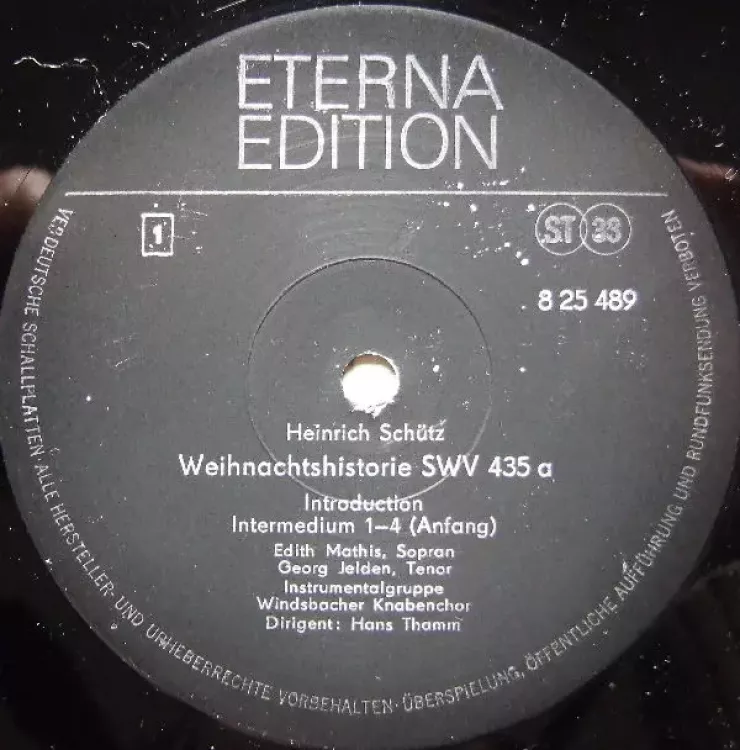 ETERNA
EDITION
1
ST 33
8 25 489
Heinrich Schütz
Weihnachtshistorie SWV 435 a
Introduction
Intermedium 1–4 (Anfang)
Edith Mathis, Sopran
Georg Jelden, Tenor
Instrumentalgruppe
Windsbacher Knabenchor
Dirigent: Hans Thamm
VEB DEUTSCHE SCHALLPLATTEN ALLE HERSTELLER- UND URHEBERRECHTE VORBEHALTEN · ÜBERSPIELUNG, ÖFFENTLICHE AUFFÜHRUNG UND RUNDFUNKSENDUNG VERBOTEN